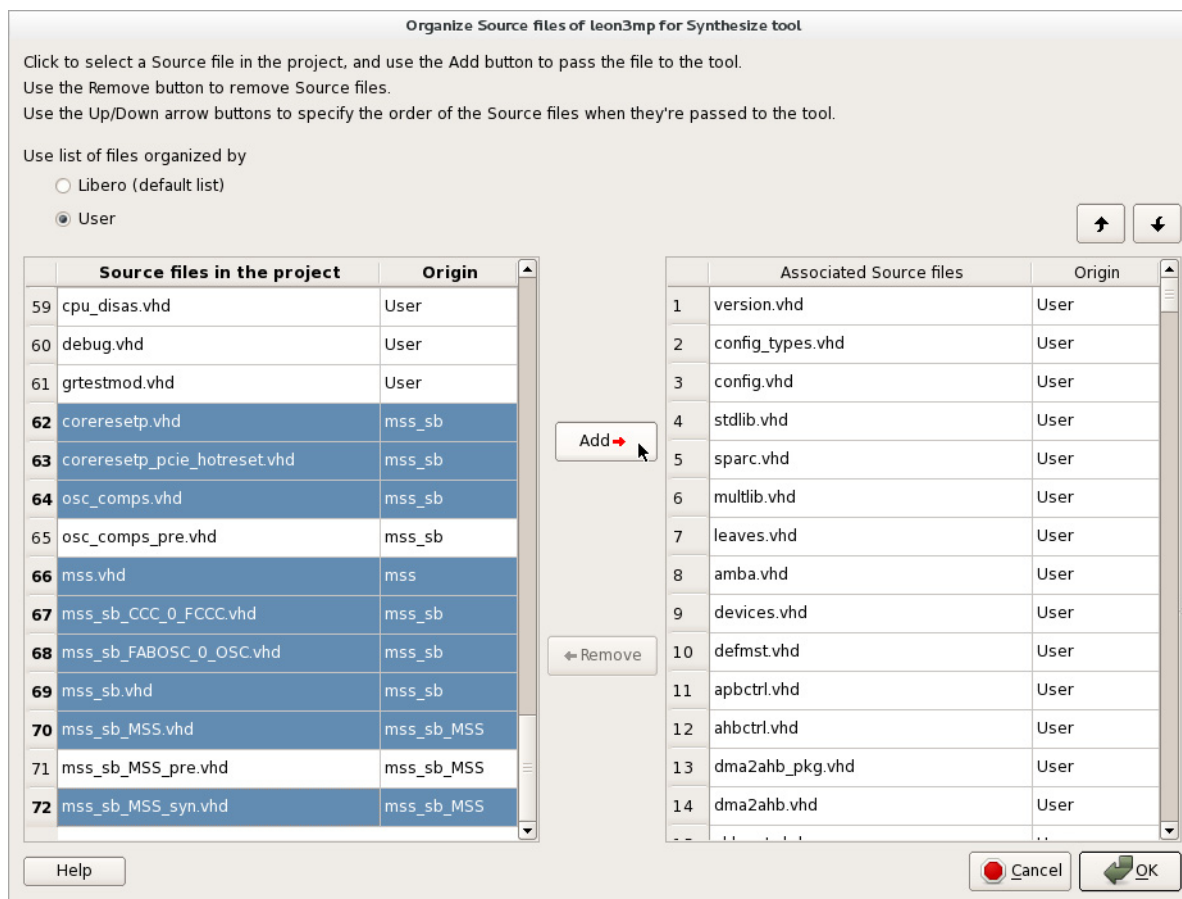 Organize Source files of leon3mp for Synthesize tool
Click to select a Source file in the project, and use the Add button to pass the file to the tool.
Use the Remove button to remove Source files.
Use the Up/Down arrow buttons to specify the order of the Source files when they're passed to the tool.
Use list of files organized by
Libero (default list)
User
Source files in the project Origin
59 cpu_disas.vhd User
60 debug.vhd User
61 grtestmod.vhd User
62 coreresetp.vhd mss_sb
63 coreresetp_pcie_hotreset.vhd mss_sb
64 osc_comps.vhd mss_sb
65 osc_comps_pre.vhd mss_sb
66 mss.vhd mss
67 mss_sb_CCC_0_FCCC.vhd mss_sb
68 mss_sb_FABOSC_0_OSC.vhd mss_sb
69 mss_sb.vhd mss_sb
70 mss_sb_MSS.vhd mss_sb_MSS
71 mss_sb_MSS_pre.vhd mss_sb_MSS
72 mss_sb_MSS_syn.vhd mss_sb_MSS
Add
Remove
Associated Source files Origin
1 version.vhd User
2 config_types.vhd User
3 config.vhd User
4 stdlib.vhd User
5 sparc.vhd User
6 multlib.vhd User
7 leaves.vhd User
8 amba.vhd User
9 devices.vhd User
10 defmst.vhd User
11 apbctrl.vhd User
12 ahbctrl.vhd User
13 dma2ahb_pkg.vhd User
14 dma2ahb.vhd User
Help
Cancel
OK